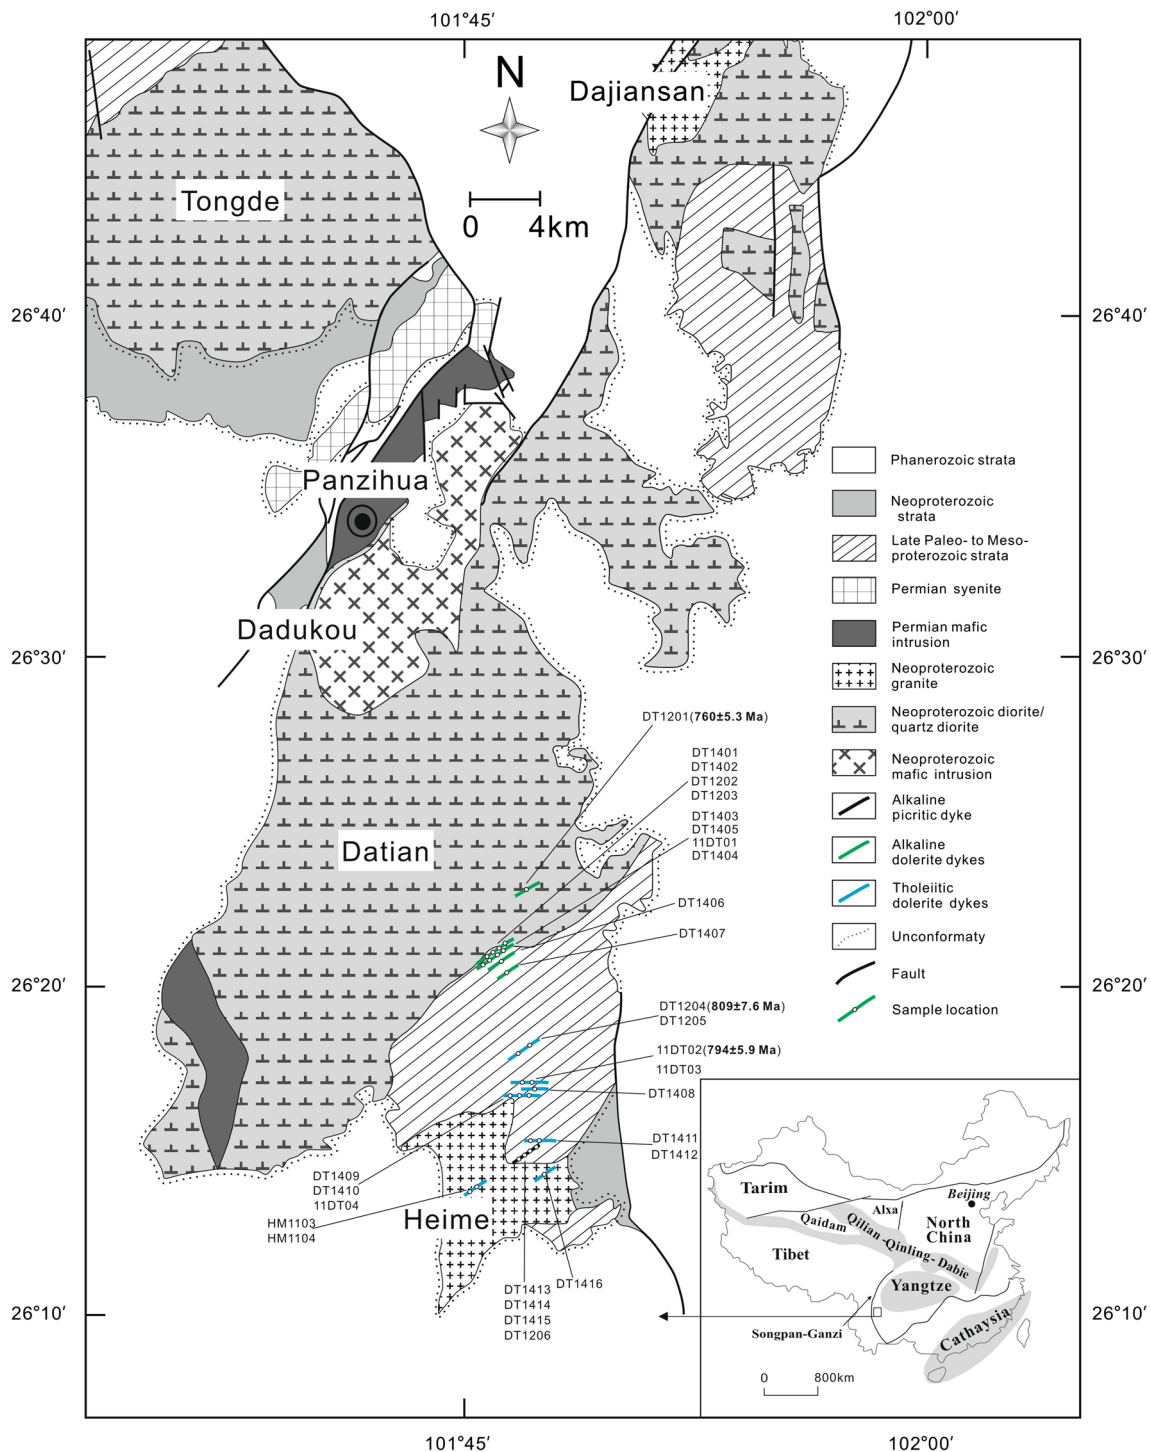 101°45′
102°00′
N
Dajiansan
Tongde
0
4km
26°40′
26°40′
Panzihua
Dadukou
26°30′
26°30′
Phanerozoic strata
Neoproterozoic
strata
Late Paleo- to Meso-
proterozoic strata
Permian syenite
Permian mafic
intrusion
Neoproterozoic
granite
Neoproterozoic diorite/
quartz diorite
Neoproterozoic
mafic intrusion
Alkaline
picritic dyke
Alkaline
dolerite dykes
Tholeiitic
dolerite dykes
Unconformaty
Fault
Sample location
DT1201(760±5.3 Ma)
DT1401
DT1402
DT1202
DT1203
DT1403
DT1405
11DT01
DT1404
Datian
DT1406
DT1407
26°20′
26°20′
DT1204(809±7.6 Ma)
DT1205
11DT02(794±5.9 Ma)
11DT03
DT1408
DT1411
DT1412
DT1409
DT1410
11DT04
HM1103
HM1104
Heime
DT1413
DT1414
DT1415
DT1206
DT1416
26°10′
26°10′
Tarim
Alxa
Beijing
Qaidam
Qilian-Qinling-Dabie
North
China
Tibet
Yangtze
Songpan-Ganzi
Cathaysia
0
800km
101°45′
102°00′